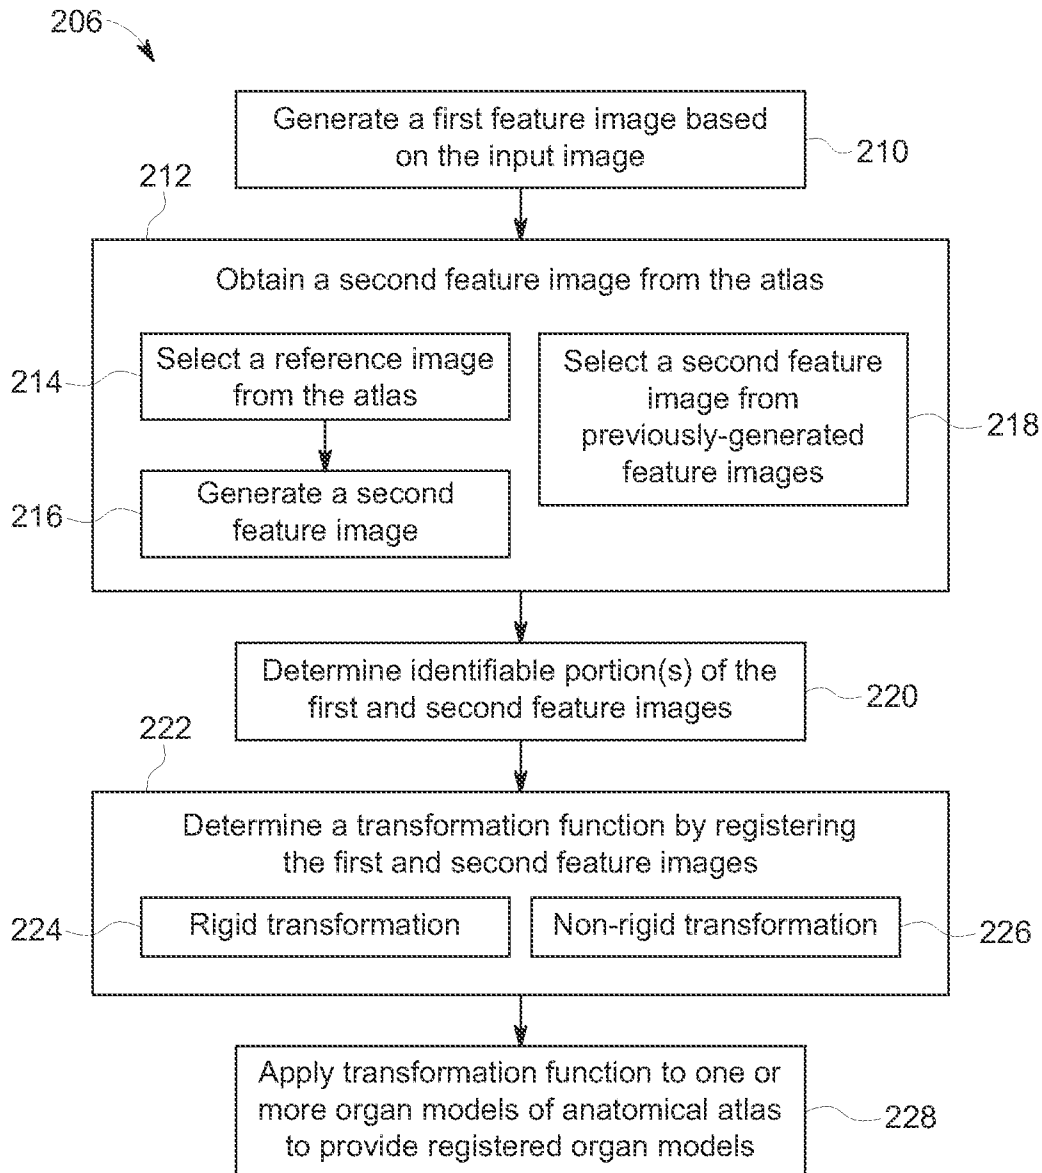 206
Generate a first feature image based
on the input image
210
212
Obtain a second feature image from the atlas
Select a reference image
from the atlas
214
Generate a second
feature image
216
Select a second feature
image from
previously-generated
feature images
218
Determine identifiable portion(s) of the
first and second feature images
220
222
Determine a transformation function by registering
the first and second feature images
224
Rigid transformation
Non-rigid transformation
226
Apply transformation function to one or
more organ models of anatomical atlas
to provide registered organ models
228